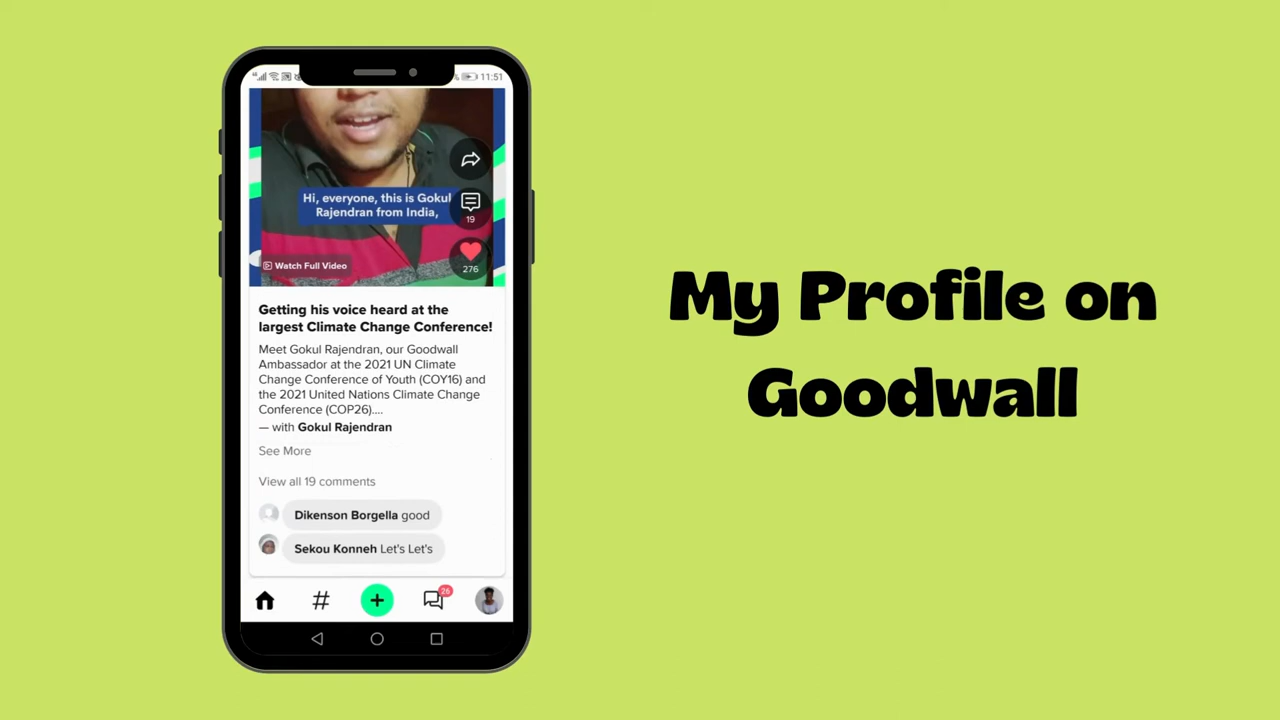 11:51
Hi, everyone, this is Gokul
Rajendran from India,
19
276
Watch Full Video
Getting his voice heard at the
largest Climate Change Conference!
Meet Gokul Rajendran, our Goodwall
Ambassador at the 2021 UN Climate
Change Conference of Youth (COY16) and
the 2021 United Nations Climate Change
Conference (COP26)....
— with Gokul Rajendran
See More
View all 19 comments
Dikenson Borgella good
Sekou Konneh Let's Let's
#
+
26
My Profile on
Goodwall